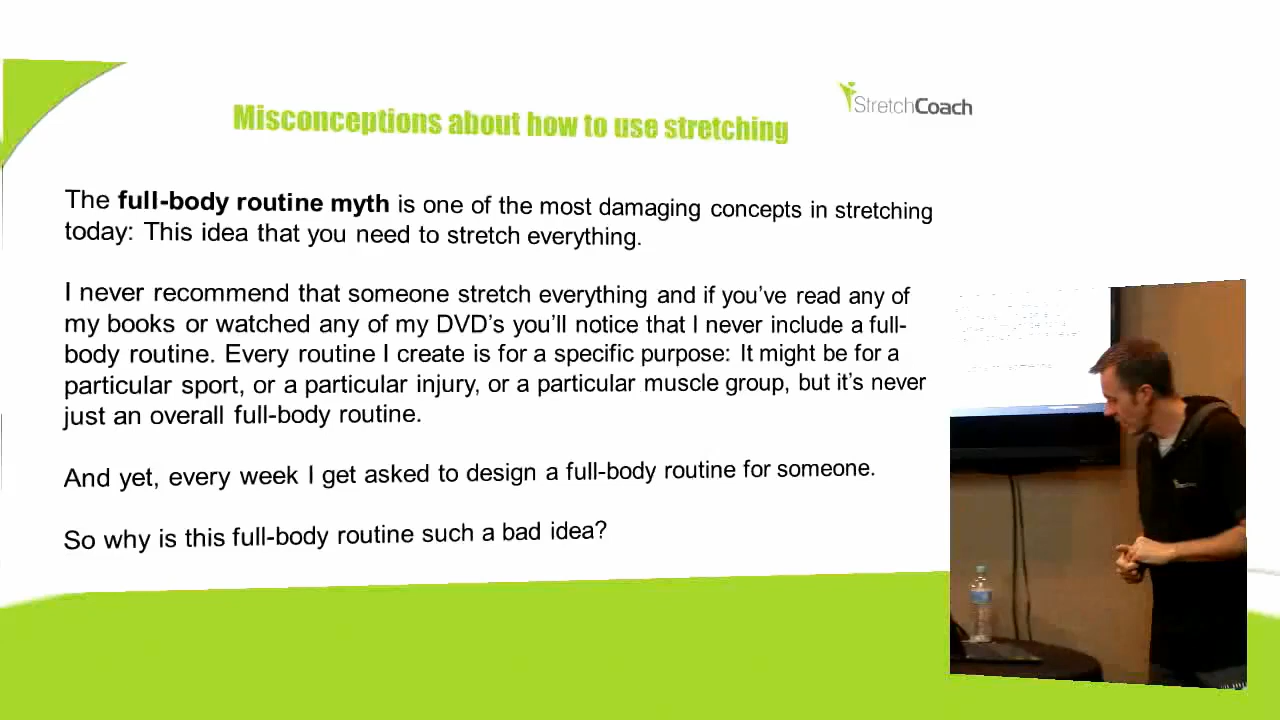 Misconceptions about how to use stretching
StretchCoach
The full-body routine myth is one of the most damaging concepts in stretching
today: This idea that you need to stretch everything.
I never recommend that someone stretch everything and if you've read any of
my books or watched any of my DVD's you'll notice that I never include a full-
body routine. Every routine I create is for a specific purpose: It might be for a
particular sport, or a particular injury, or a particular muscle group, but it's never
just an overall full-body routine.
And yet, every week I get asked to design a full-body routine for someone.
So why is this full-body routine such a bad idea?